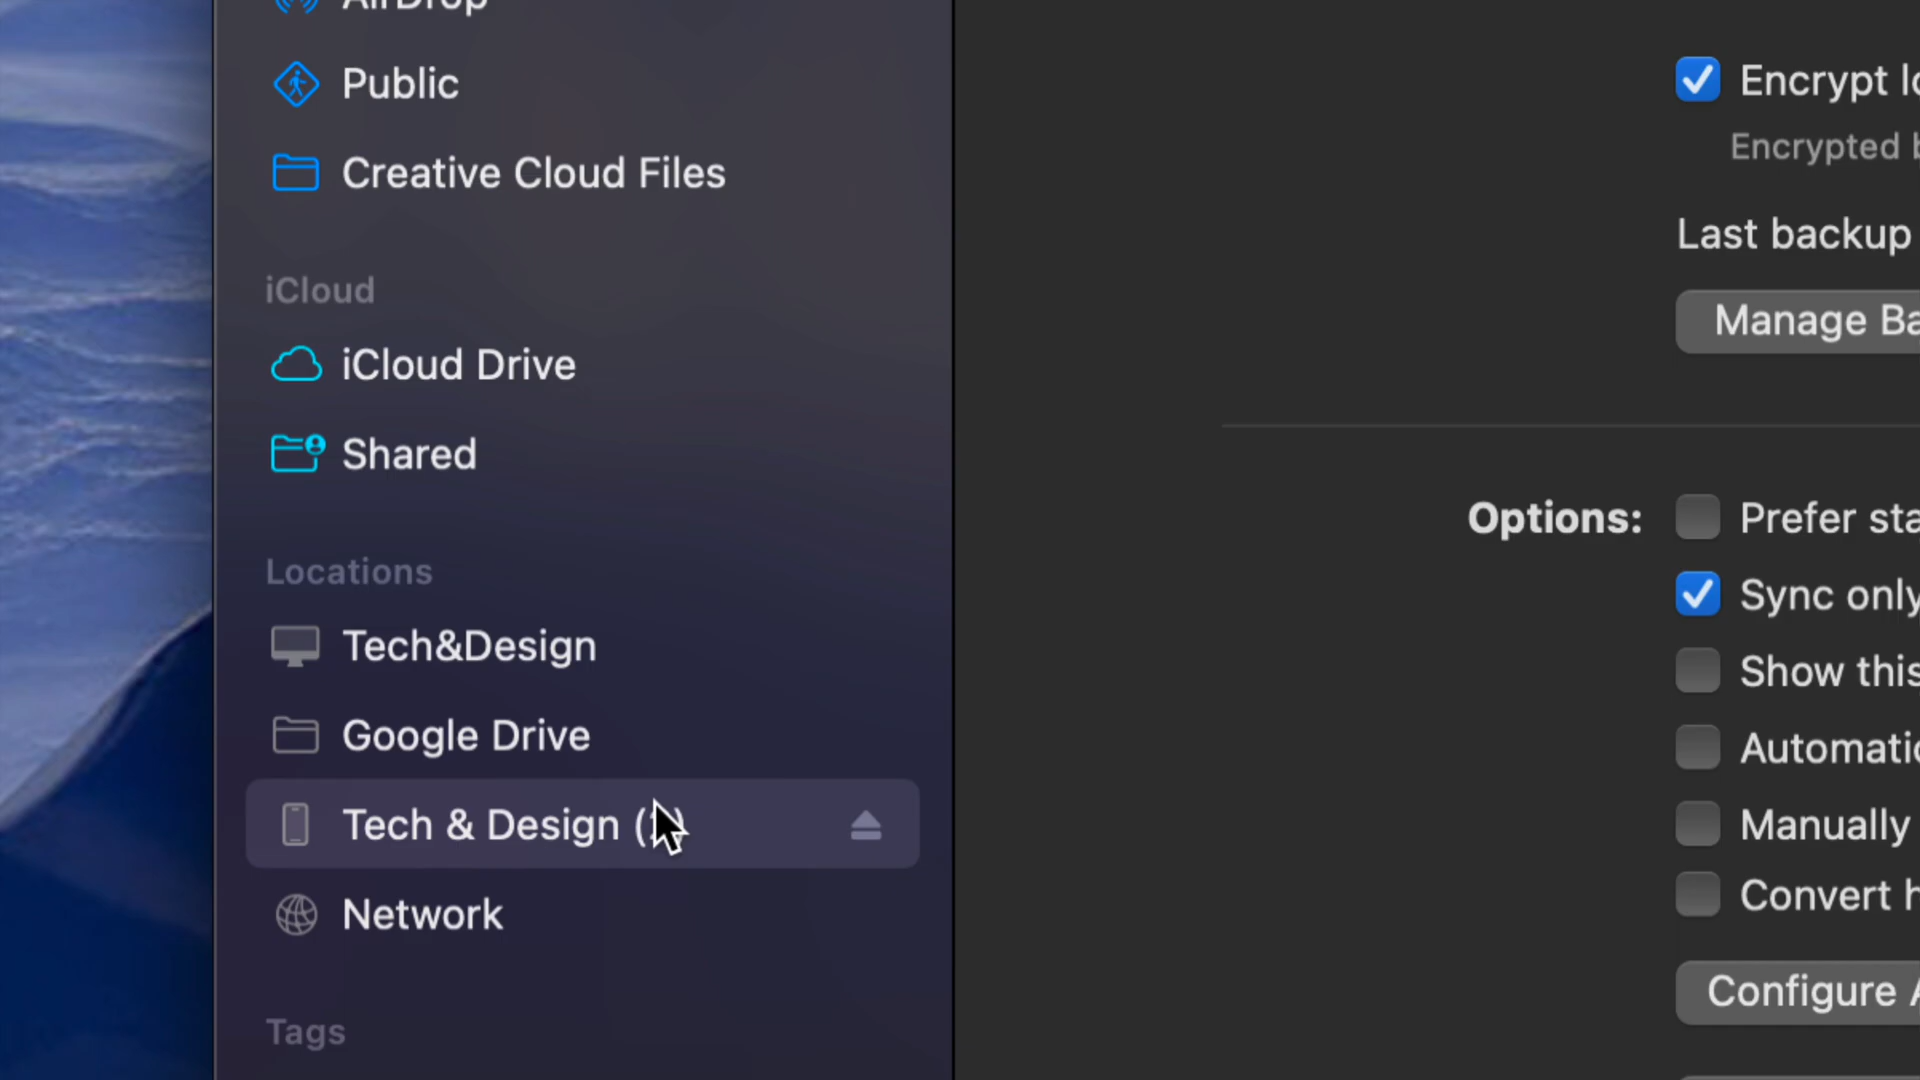 AirDrop
Public
Creative Cloud Files
iCloud
iCloud Drive
Shared
Locations
Tech&Design
Google Drive
Tech & Design (
Network
Tags
Encrypt
Encrypted
Last backup
Manage
Options:
Prefer
Sync only
Show this
Manually
Convert
Configure